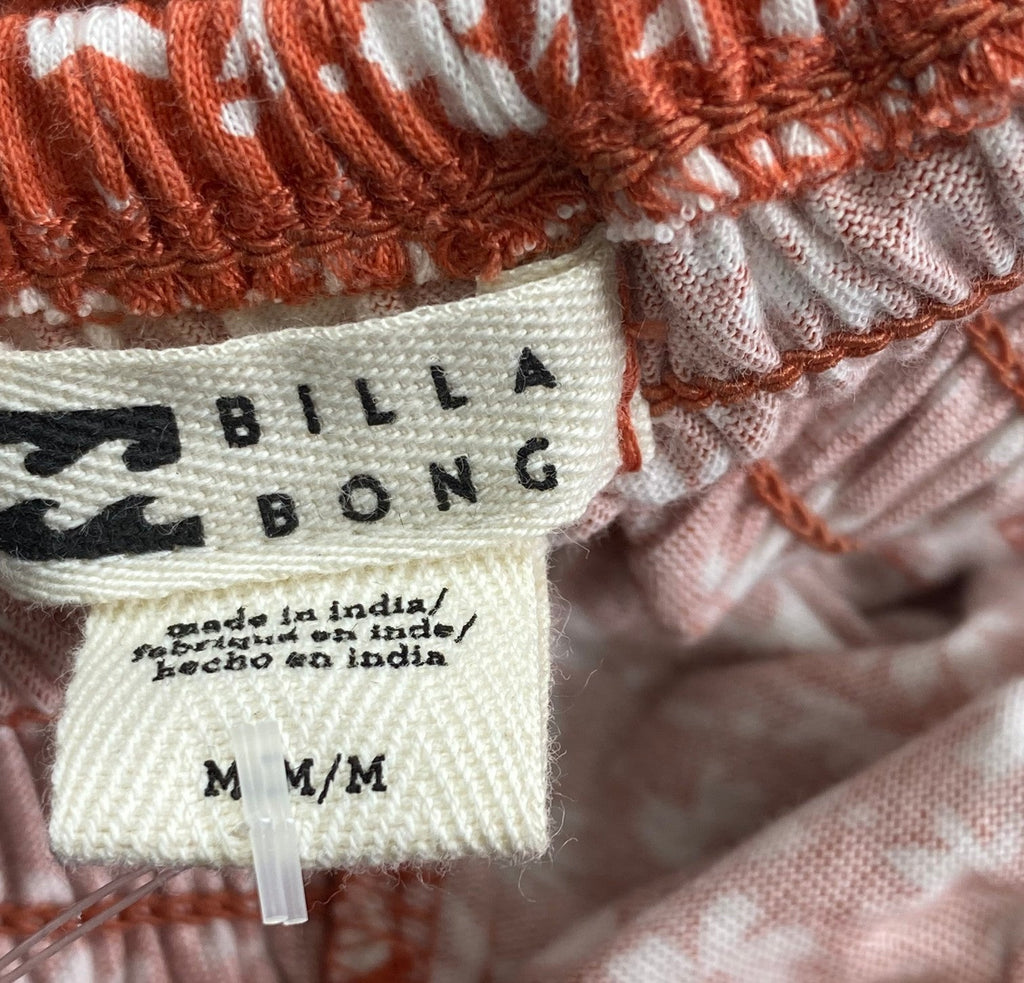 BILLA
BONG
made in india/
fabriqué en inde/
hecho en india
M/M/M